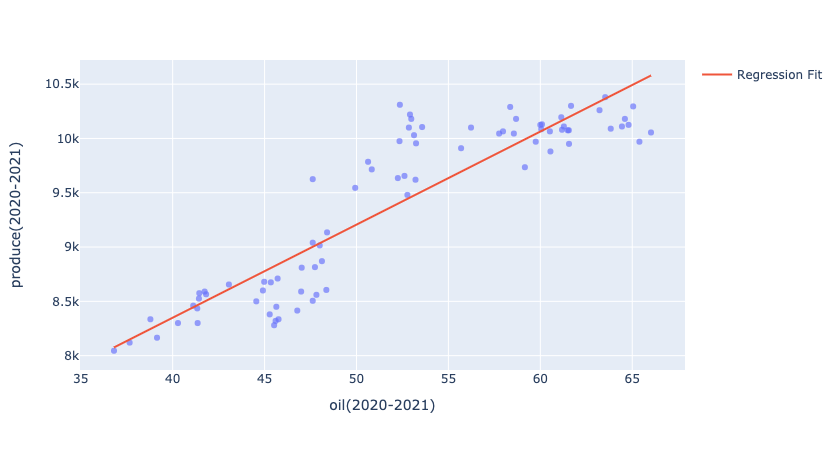 Regression Fit
10.5k
10k
9.5k
9k
8.5k
8k
produce(2020-2021)
35 40 45 50 55 60 65
oil(2020-2021)